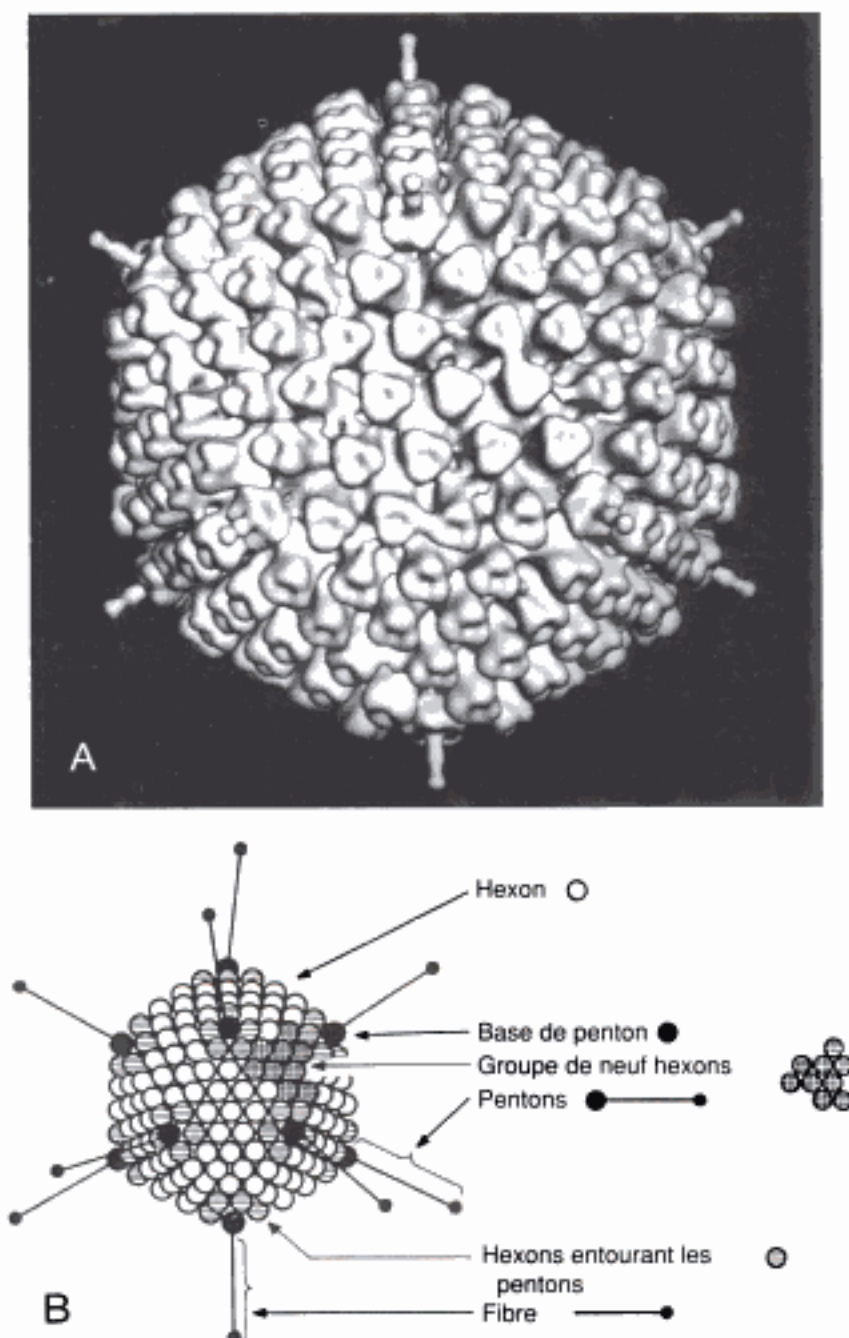 A
Hexon
Base de penton
Groupe de neuf hexons
Pentons
Hexons entourant les
pentons
Fibre
B